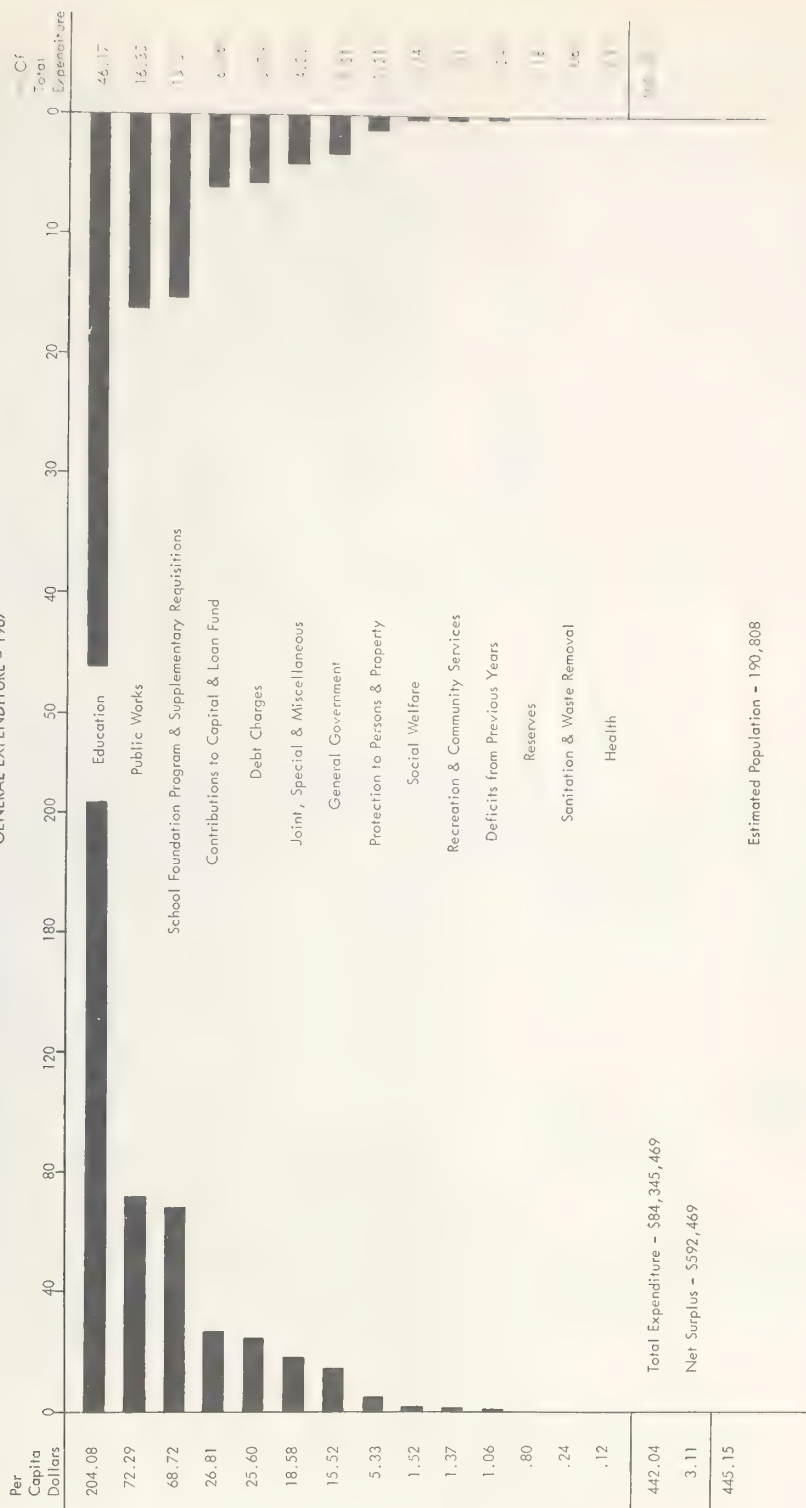 GENERAL EXPENDITURE -
Per
Capita
Dollars
0 40 80 120 180 200
50 40 30 20 10 0
Of
Total
Expenditure
204.08 Education 46.17
72.29 Public Works
68.72 School Foundation Program & Supplementary Requisitions
26.81 Contributions to Capital & Loan Fund
25.60 Debt Charges
18.58 Joint, Special & Miscellaneous
15.52 General Government
5.33 Protection to Persons & Property
1.52 Social Welfare
1.37 Recreation & Community Services
1.06 Deficits from Previous Years
.80 Reserves
.24 Sanitation & Waste Removal
.12 Health
442.04 Total Expenditure - $84,345,469
3.11 Net Surplus - $592,469
445.15
Estimated Population - 190,808